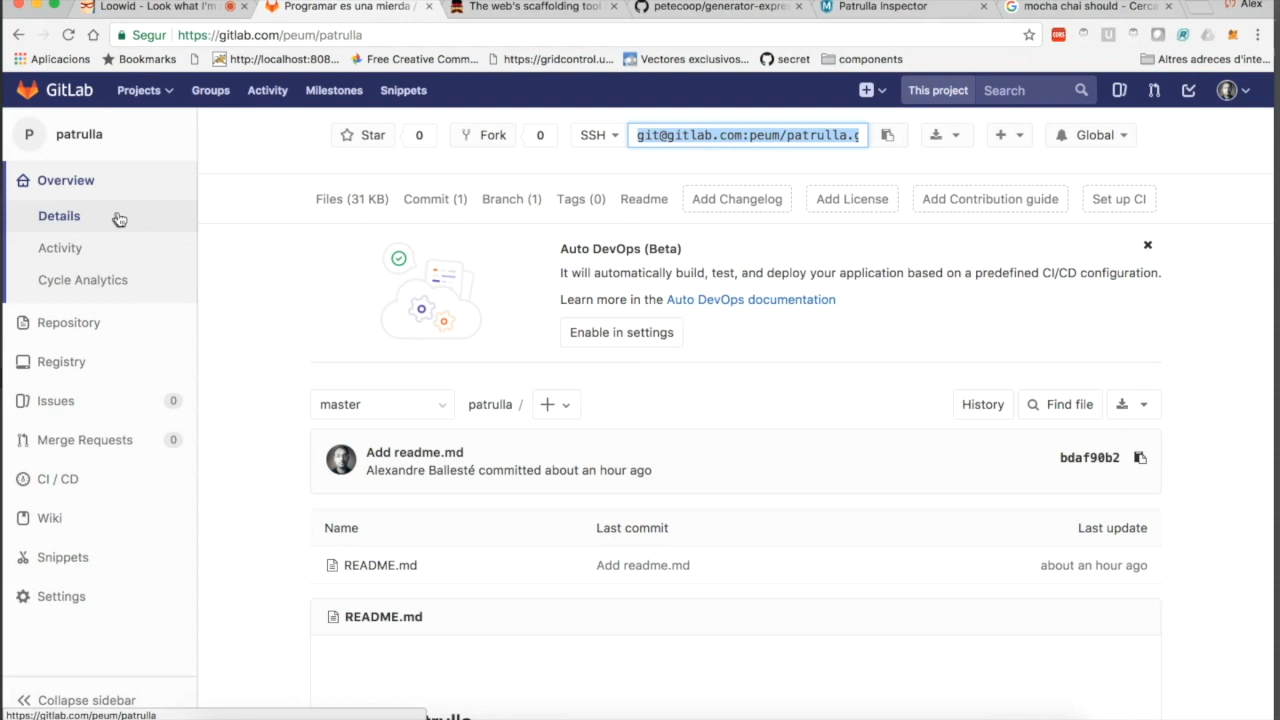 Loowid - Look what I'm
Programar es una mierda /
The web's scaffolding tool
petecoop/generator-expre
Patrulla Inspector
mocha chai should - Cerca
Alex
Segur
https://gitlab.com/peum/patrulla
Aplicacions
Bookmarks
http://localhost:808...
Free Creative Comm...
https://gridcontrol.u...
Vectores exclusivos...
secret
components
Altres adreces d'inte...
GitLab
Projects
Groups
Activity
Milestones
Snippets
This project
Search
P
patrulla
Star
0
Fork
0
SSH
git@gitlab.com:peum/patrulla.g
Global
Overview
Details
Activity
Cycle Analytics
Repository
Registry
Issues
0
Merge Requests
0
CI / CD
Wiki
Snippets
Settings
Collapse sidebar
https://gitlab.com/peum/patrulla
Files (31 KB)
Commit (1)
Branch (1)
Tags (0)
Readme
Add Changelog
Add License
Add Contribution guide
Set up CI
Auto DevOps (Beta)
It will automatically build, test, and deploy your application based on a predefined CI/CD configuration.
Learn more in the Auto DevOps documentation
Enable in settings
master
patrulla /
History
Find file
Add readme.md
Alexandre Ballesté committed about an hour ago
bdaf90b2
Name
Last commit
Last update
README.md
Add readme.md
about an hour ago
README.md